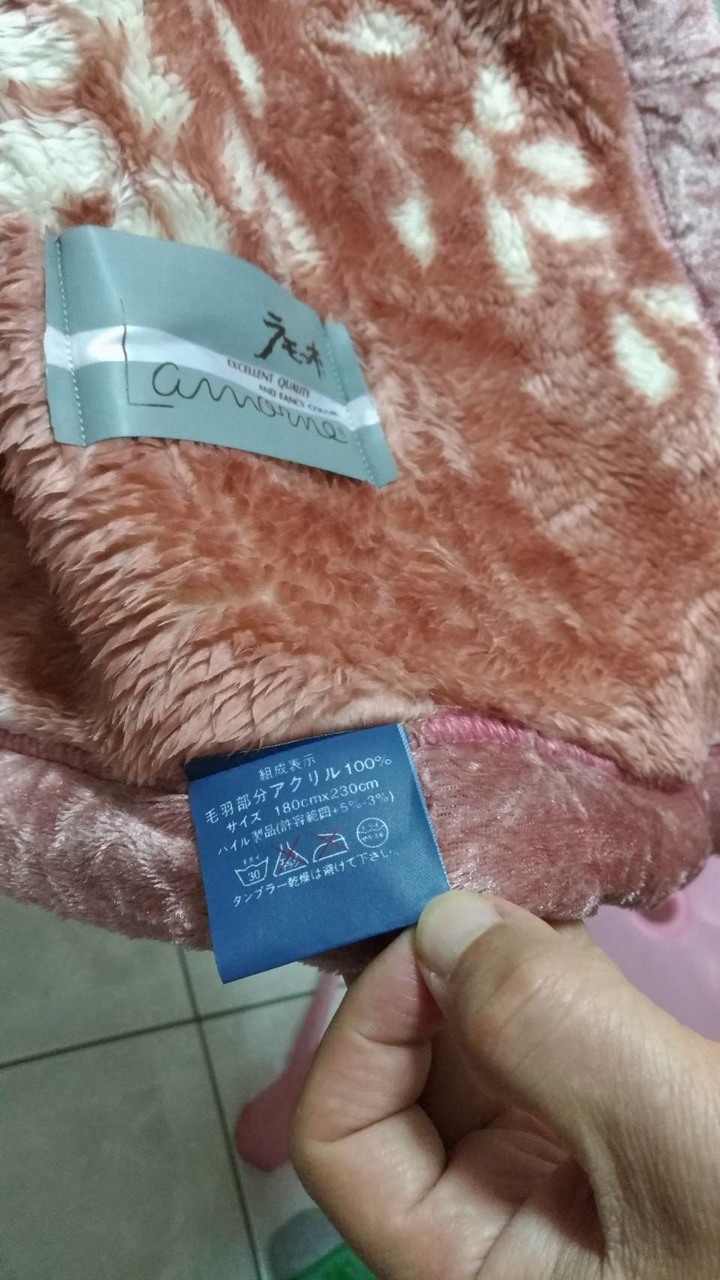 ラモーネ
EXCELLENT QUALITY
AND FANCY COLOR
Lamorne
組成表示
毛羽部分アクリル100%
サイズ 180cmx230cm
パイル製品(許容範囲+5%-3%)
30
タンブラー乾燥は避けて下さい.